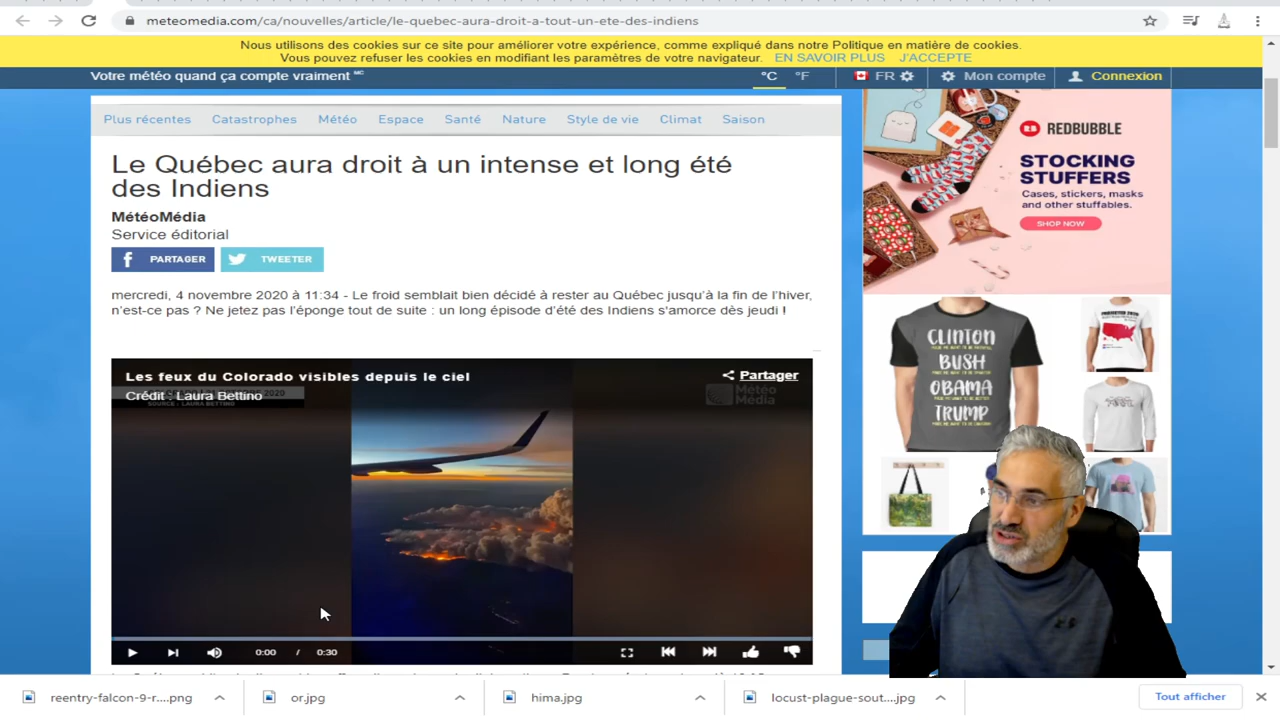 meteomedia.com/ca/nouvelles/article/le-quebec-aura-droit-a-tout-un-ete-des-indiens
Nous utilisons des cookies sur ce site pour améliorer votre expérience, comme expliqué dans notre Politique en matière de cookies.
Vous pouvez refuser les cookies en modifiant les paramètres de votre navigateur. EN SAVOIR PLUS J'ACCEPTE
Votre météo quand ça compte vraiment MC
°C °F FR Mon compte Connexion
Plus récentes Catastrophes Météo Espace Santé Nature Style de vie Climat Saison
Le Québec aura droit à un intense et long été
des Indiens
MétéoMédia
Service éditorial
PARTAGER TWEETER
mercredi, 4 novembre 2020 à 11:34 - Le froid semblait bien décidé à rester au Québec jusqu'à la fin de l'hiver,
n'est-ce pas ? Ne jetez pas l'éponge tout de suite : un long épisode d'été des Indiens s'amorce dès jeudi !
Les feux du Colorado visibles depuis le ciel
Partager
Crédit : Laura Bettino
SOURCE : LAURA BETTINO
Météo
Média
0:00 / 0:30
REDBUBBLE
STOCKING
STUFFERS
Cases, stickers, masks
and other stuffables.
SHOP NOW
CLINTON
BUSH
OBAMA
TRUMP
reentry-falcon-9-r....png
or.jpg
hima.jpg
locust-plague-sout....jpg
Tout afficher